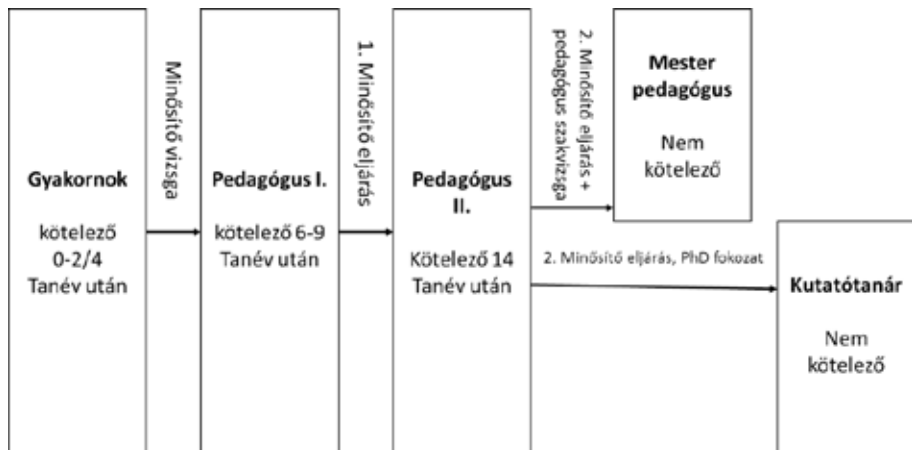 Gyakornok
kötelező
0-2/4
Tanév után
Minősítő vizsga
Pedagógus I.
kötelező 6-9
Tanév után
1. Minősítő eljárás
Pedagógus
II.
Kötelező 14
Tanév után
2. Minősítő eljárás +
pedagógus szakvizsga
Mester
pedagógus
Nem
kötelező
2. Minősítő eljárás, PhD fokozat
Kutatótanár
Nem
kötelező